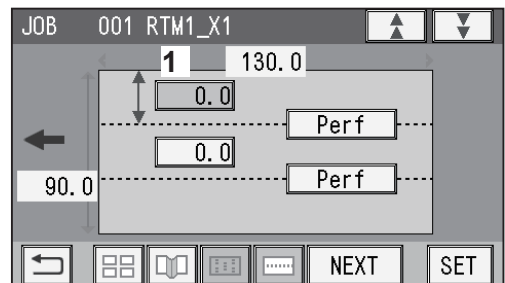 JOB 001 RTM1_X1
1 130.0
0.0
Perf
0.0
Perf
90.0
NEXT SET